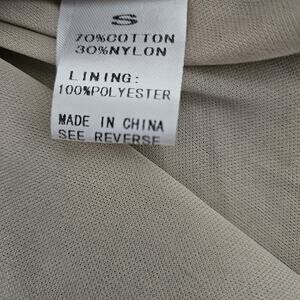 S
70%COTTON
30%NYLON
LINING:
100%POLYESTER
MADE IN CHINA
SEE REVERSE